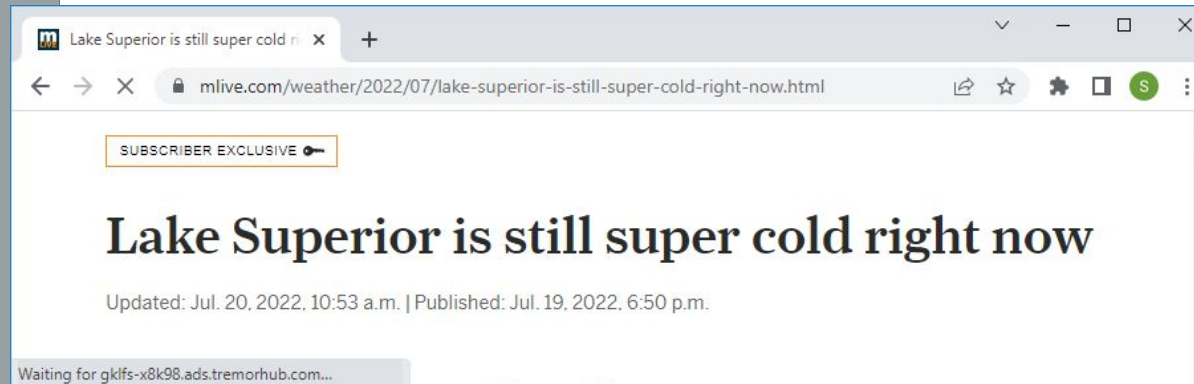 Lake Superior is still super cold ri
mlive.com/weather/2022/07/lake-superior-is-still-super-cold-right-now.html
S
SUBSCRIBER EXCLUSIVE
Lake Superior is still super cold right now
Updated: Jul. 20, 2022, 10:53 a.m. | Published: Jul. 19, 2022, 6:50 p.m.
Waiting for gklfs-x8k98.ads.tremorhub.com...